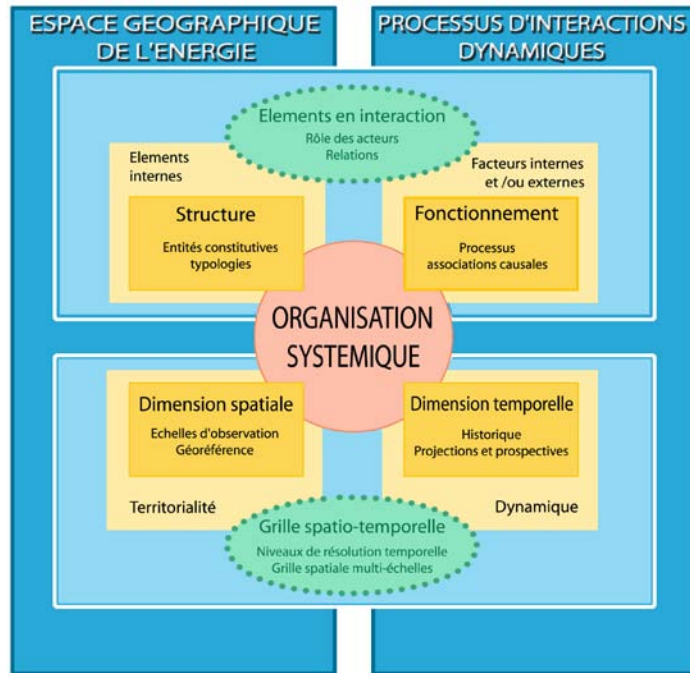 ESPACE GEOGRAPHIQUE
DE L'ENERGIE
PROCESSUS D'INTERACTIONS
DYNAMIQUES
Elements en interaction
Rôle des acteurs
Relations
Elements
internes
Facteurs internes
et /ou externes
Structure
Entités constitutives
typologies
Fonctionnement
Processus
associations causales
ORGANISATION
SYSTEMIQUE
Dimension spatiale
Echelles d'observation
Géoréférence
Dimension temporelle
Historique
Projections et prospectives
Territorialité
Dynamique
Grille spatio-temporelle
Niveaux de résolution temporelle
Grille spatiale multi-échelles